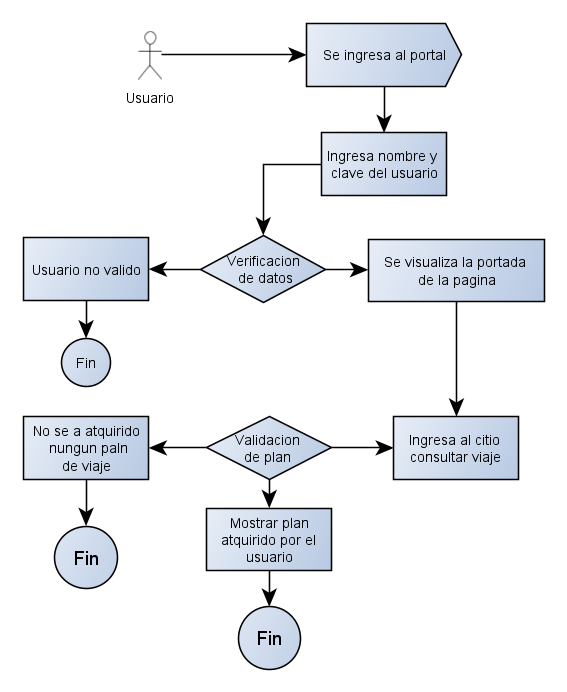 Se ingresa al portal
Usuario
Ingresa nombre y
clave del usuario
Verificacion
de datos
Usuario no valido
Se visualiza la portada
de la pagina
Fin
No se a atquirido
nungun paln
de viaje
Validacion
de plan
Ingresa al citio
consultar viaje
Mostrar plan
atquirido por el
usuario
Fin
Fin